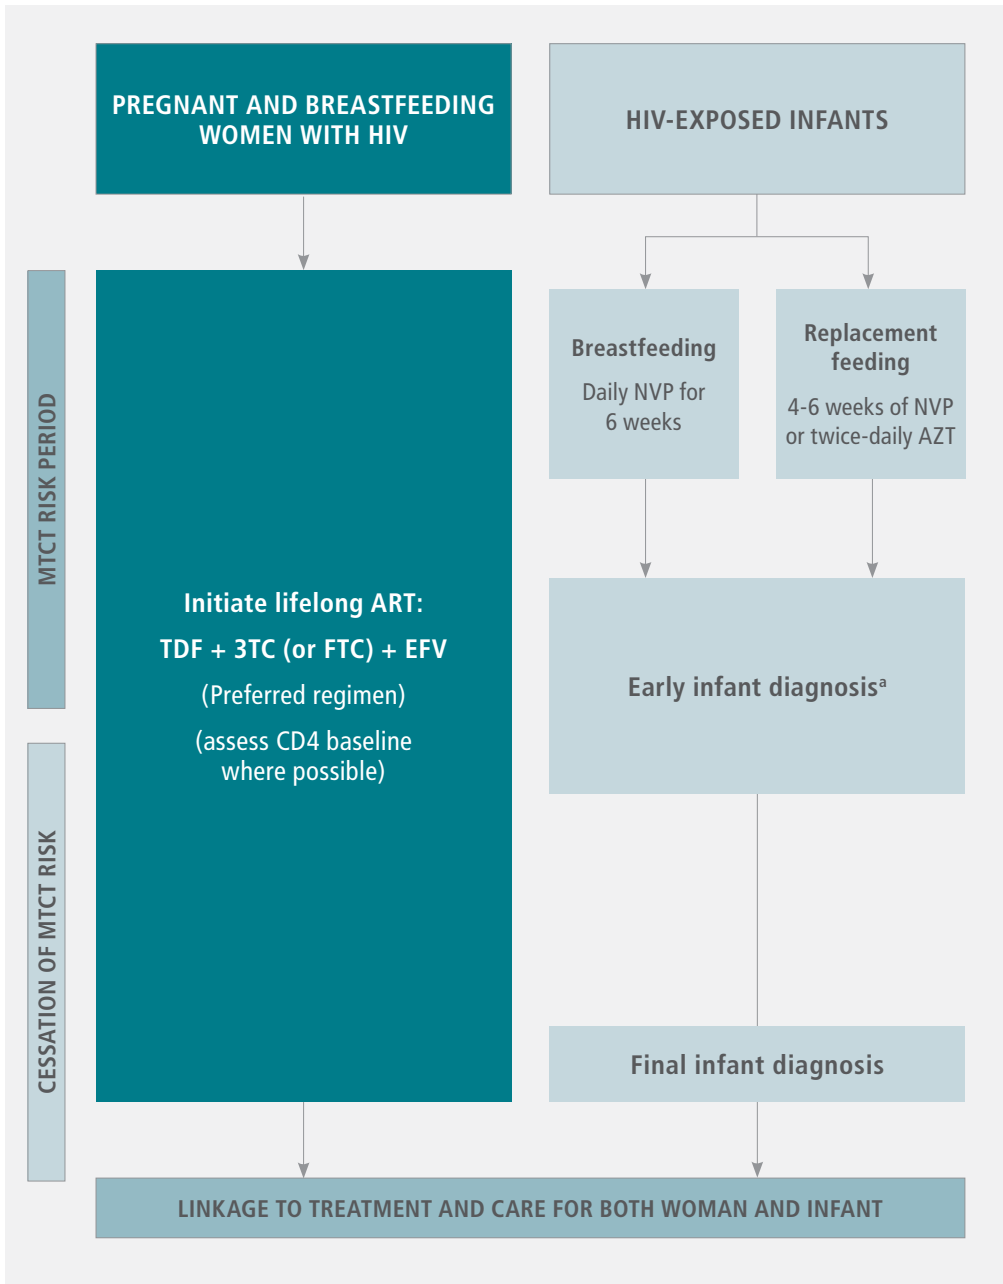 PREGNANT AND BREASTFEEDING
WOMEN WITH HIV
HIV-EXPOSED INFANTS
MTCT RISK PERIOD
CESSATION OF MTCT RISK
Initiate lifelong ART:
TDF + 3TC (or FTC) + EFV
(Preferred regimen)
(assess CD4 baseline
where possible)
Breastfeeding
Daily NVP for
6 weeks
Replacement
feeding
4-6 weeks of NVP
or twice-daily AZT
Early infant diagnosisᵃ
Final infant diagnosis
LINKAGE TO TREATMENT AND CARE FOR BOTH WOMAN AND INFANT